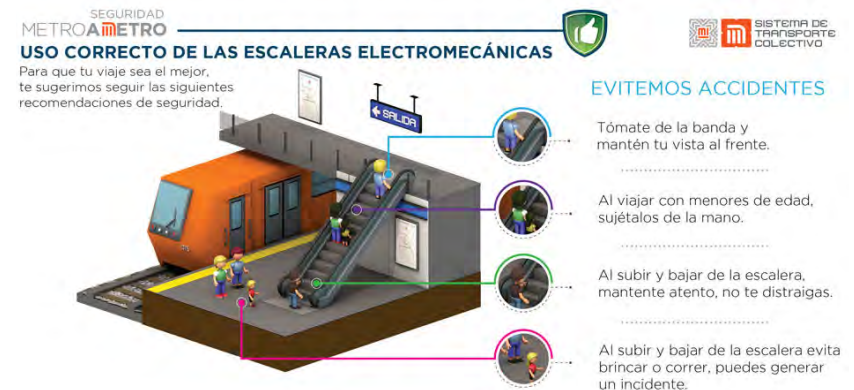 SEGURIDAD
METROAMETRO
USO CORRECTO DE LAS ESCALERAS ELECTROMECÁNICAS
Para que tu viaje sea el mejor,
te sugerimos seguir las siguientes
recomendaciones de seguridad.
SISTEMA DE
TRANSPORTE
COLECTIVO
SALIDA
EVITEMOS ACCIDENTES
Tómate de la banda y
mantén tu vista al frente.
Al viajar con menores de edad,
sujétalos de la mano.
Al subir y bajar de la escalera,
mantente atento, no te distraigas.
Al subir y bajar de la escalera evita
brincar o correr, puedes generar
un incidente.